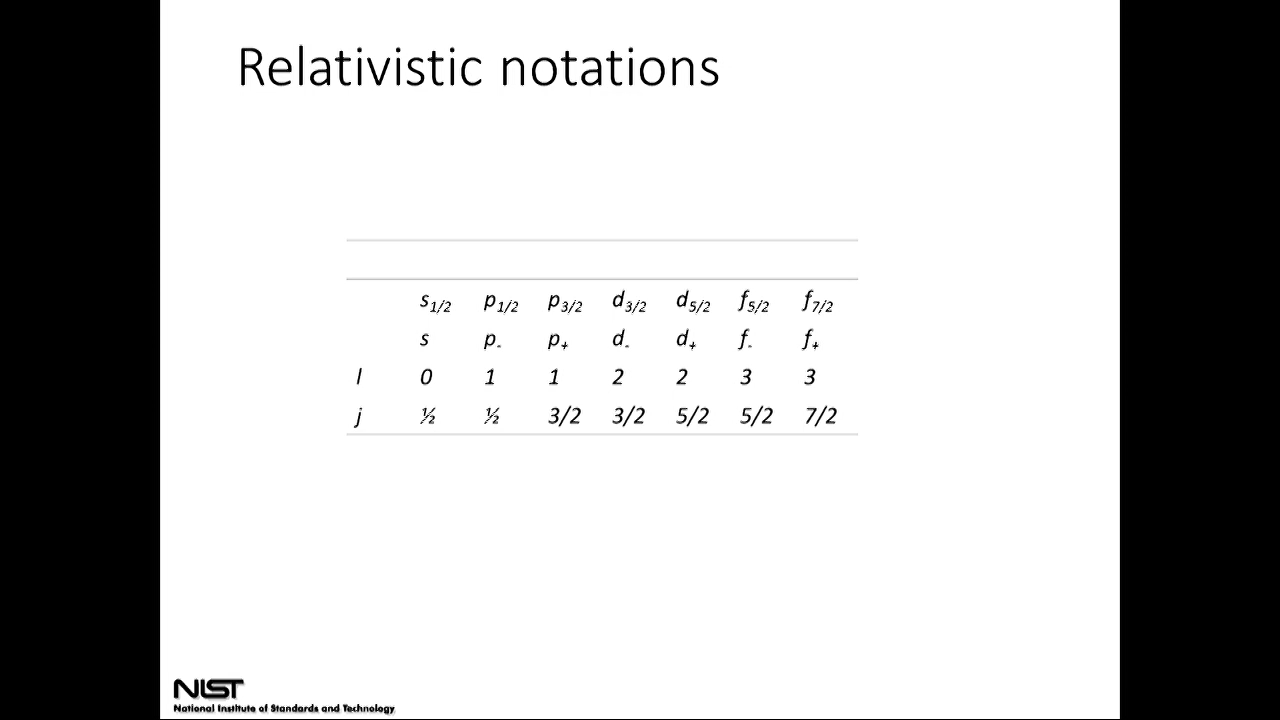 Relativistic notations
s1/2 p1/2 p3/2 d3/2 d5/2 f5/2 f7/2
s p- p+ d- d+ f- f+
l 0 1 1 2 2 3 3
j ½ ½ 3/2 3/2 5/2 5/2 7/2
NIST
National Institute of Standards and Technology